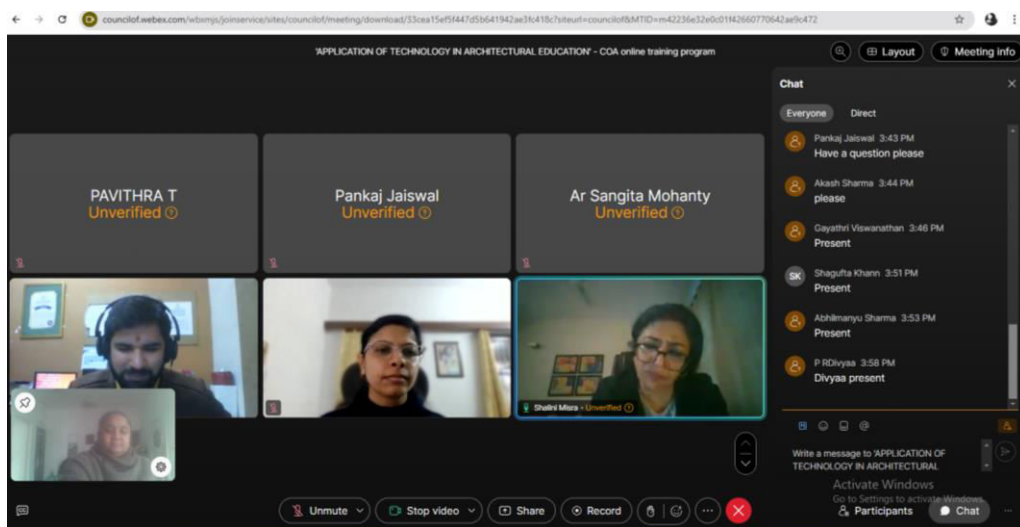 councilof.webex.com/wbxmjs/joinservice/sites/councilof/meeting/download/33cea15ef5f447d5b641942ae3fc418c?siteurl=councilof&MTID=m42236e32e0c01f42660770642ae9c472
'APPLICATION OF TECHNOLOGY IN ARCHITECTURAL EDUCATION' - COA online training program
Layout
Meeting info
Chat
Everyone Direct
Pankaj Jaiswal 3:43 PM
Have a question please
Akash Sharma 3:44 PM
please
Gayathri Viswanathan 3:46 PM
Present
SK Shagufta Khann 3:51 PM
Present
Abhilmanyu Sharma 3:53 PM
Present
P RDivyaa 3:58 PM
Divyaa present
Write a message to 'APPLICATION OF
TECHNOLOGY IN ARCHITECTURAL
PAVITHRA T
Unverified
Pankaj Jaiswal
Unverified
Ar Sangita Mohanty
Unverified
Shalini Misra - Unverified
Activate Windows
Go to Settings to activate Windows.
Unmute
Stop video
Share
Record
Participants
Chat